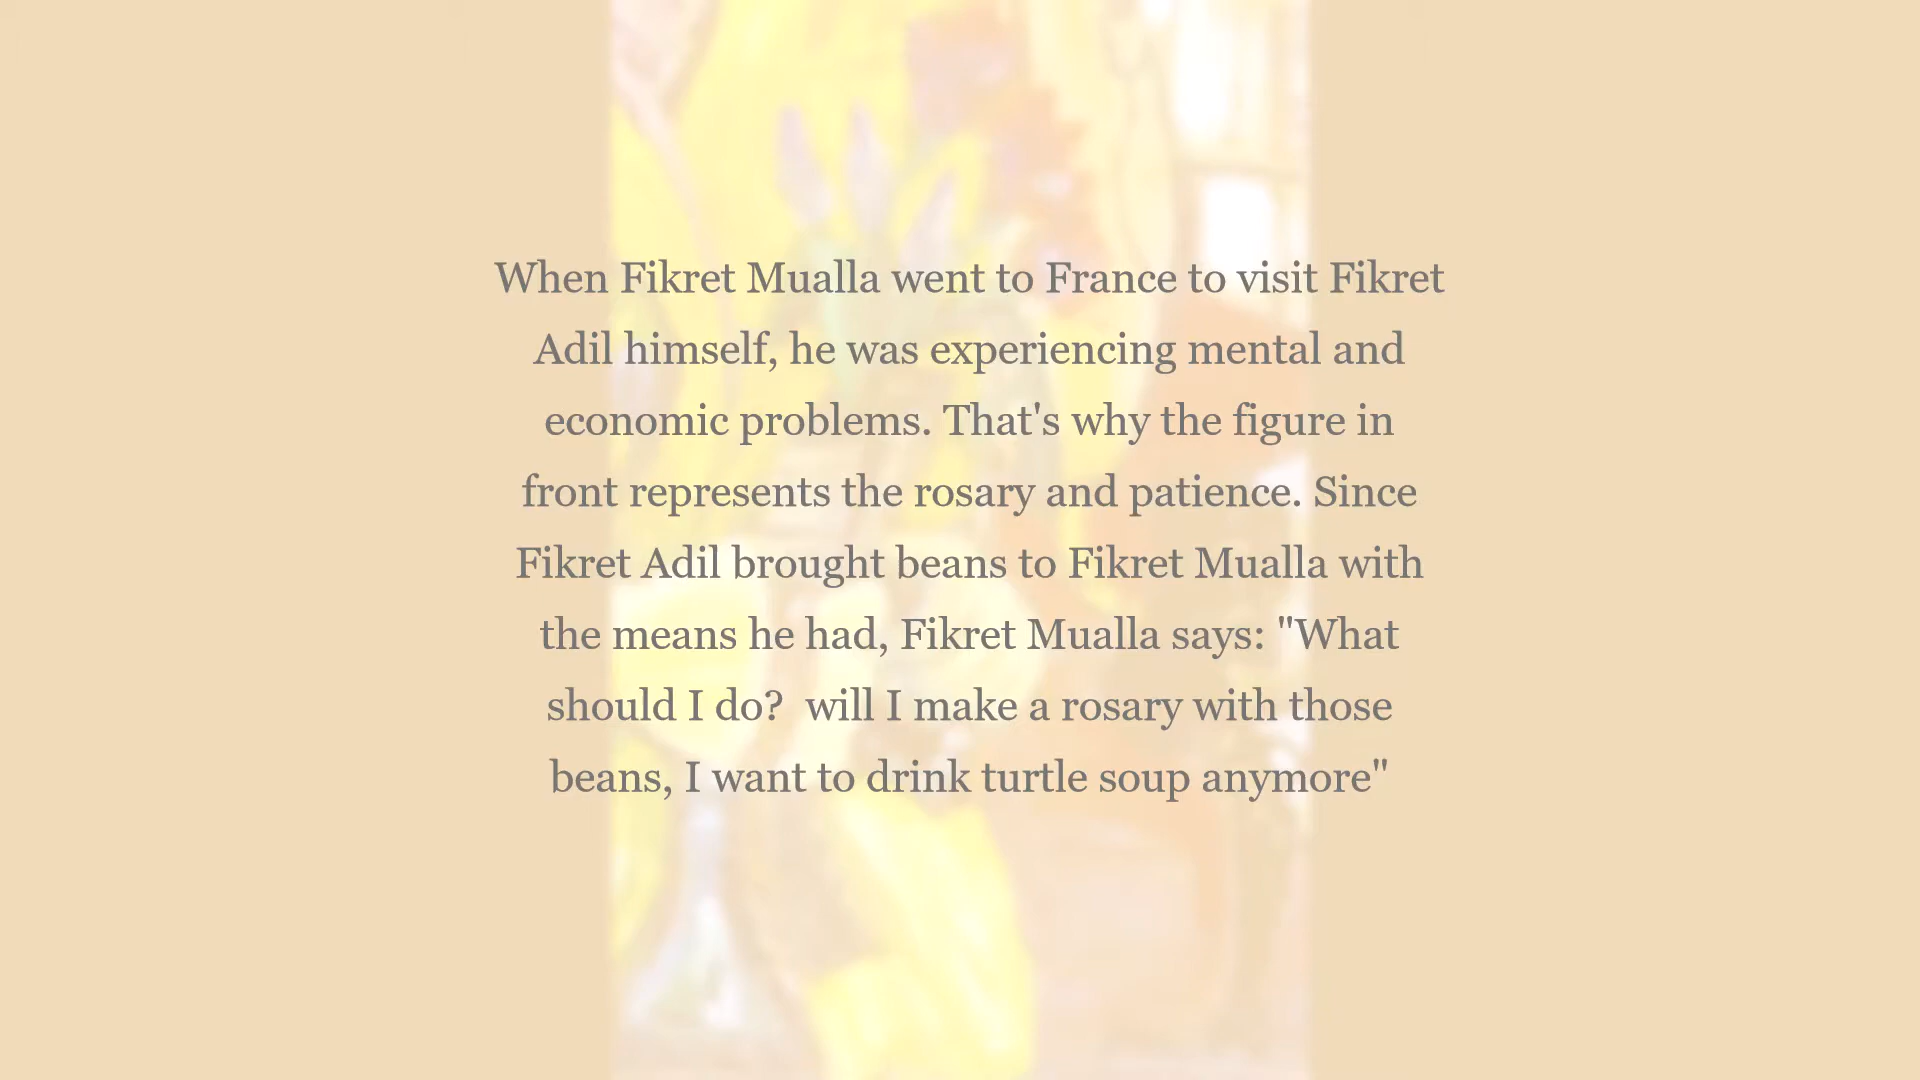 When Fikret Mualla went to France to visit Fikret
Adil himself, he was experiencing mental and
economic problems. That's why the figure in
front represents the rosary and patience. Since
Fikret Adil brought beans to Fikret Mualla with
the means he had, Fikret Mualla says: "What
should I do?  will I make a rosary with those
beans, I want to drink turtle soup anymore"